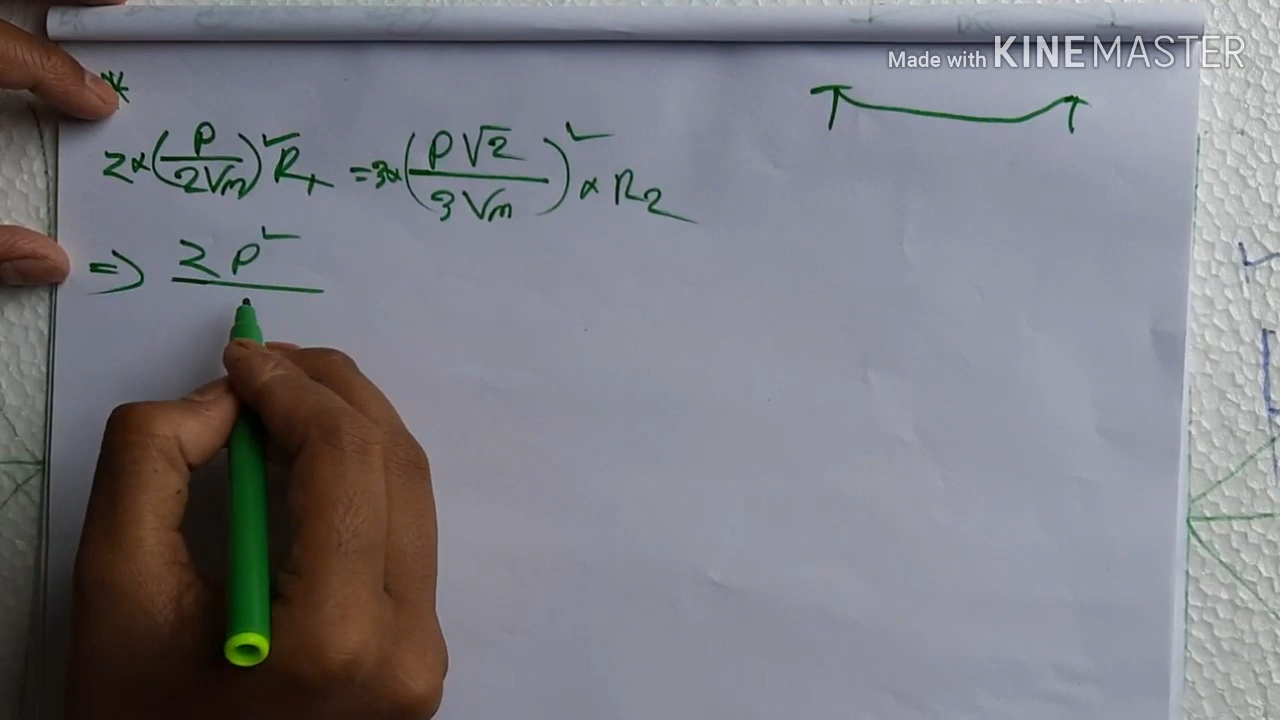 Made with KINEMASTER
*
2×(P/2Vm)²R₁ = 3×(P√2/3Vm)²×R₂
⇒ 2P²